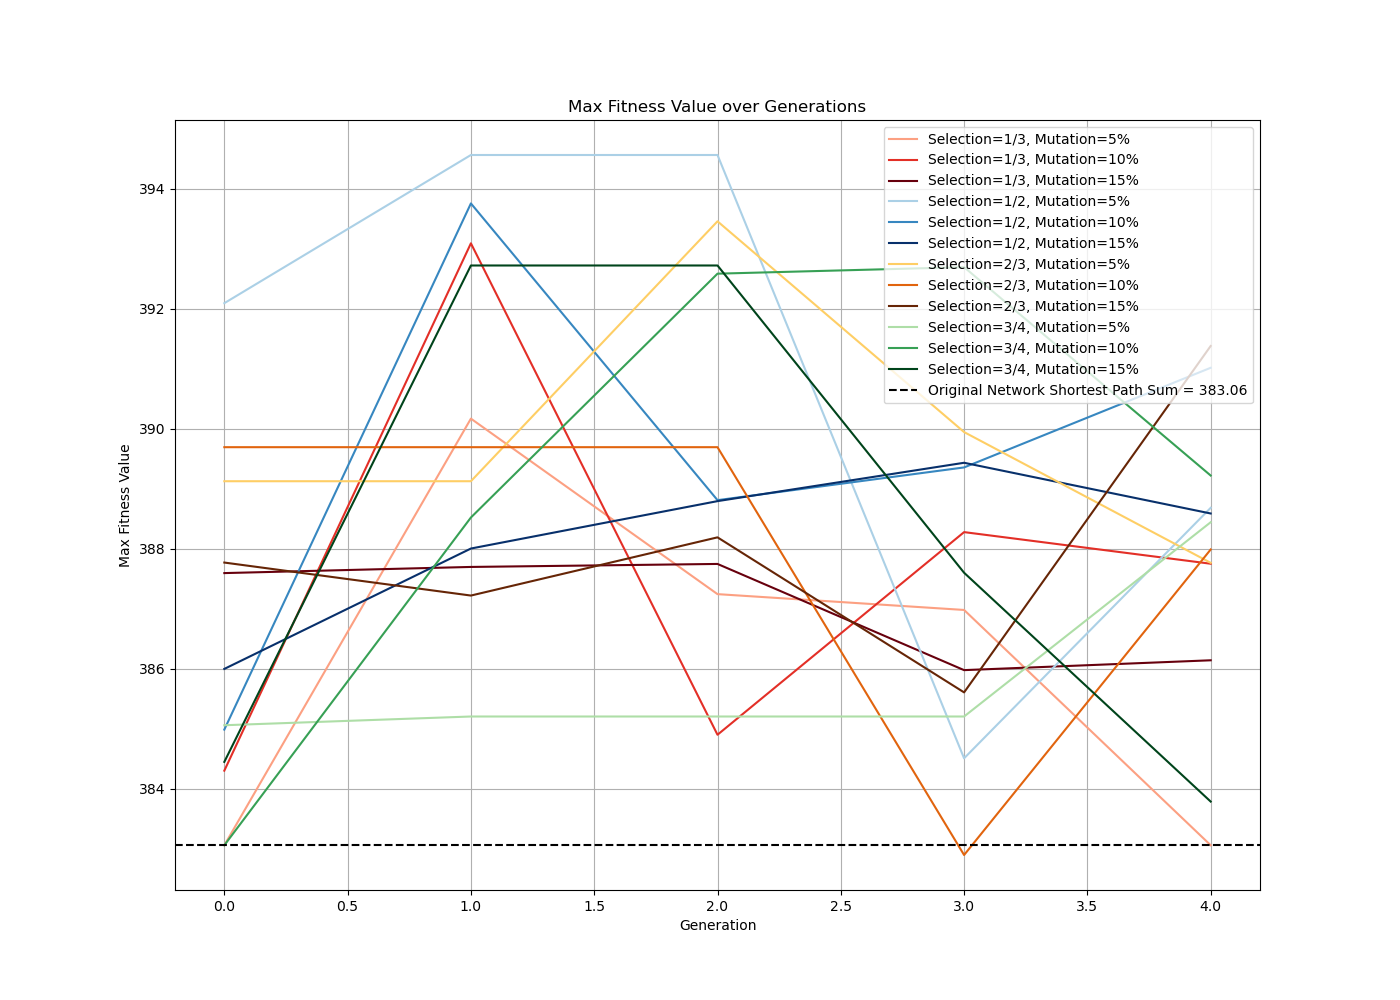 Max Fitness Value over Generations
Selection=1/3, Mutation=5%
Selection=1/3, Mutation=10%
Selection=1/3, Mutation=15%
Selection=1/2, Mutation=5%
Selection=1/2, Mutation=10%
Selection=1/2, Mutation=15%
Selection=2/3, Mutation=5%
Selection=2/3, Mutation=10%
Selection=2/3, Mutation=15%
Selection=3/4, Mutation=5%
Selection=3/4, Mutation=10%
Selection=3/4, Mutation=15%
Original Network Shortest Path Sum = 383.06
Max Fitness Value
394
392
390
388
386
384
0.0 0.5 1.0 1.5 2.0 2.5 3.0 3.5 4.0
Generation